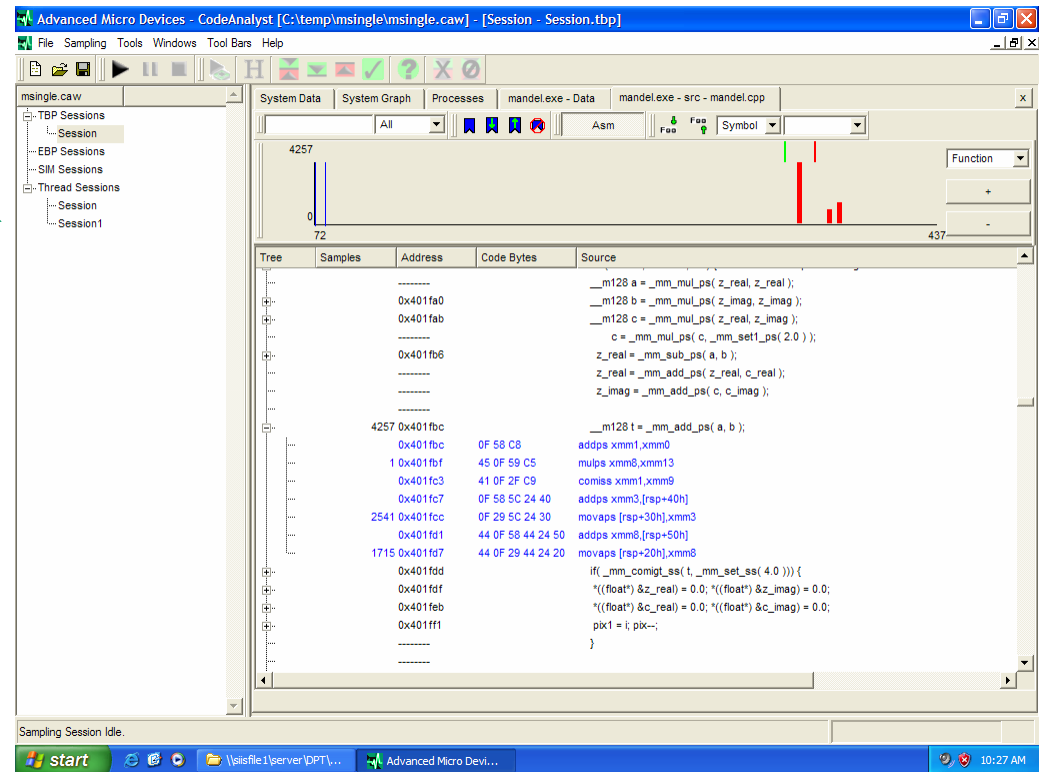 Advanced Micro Devices - CodeAnalyst [C:\temp\msingle\msingle.caw] - [Session - Session.tbp]
File Sampling Tools Windows Tool Bars Help
msingle.caw
TBP Sessions
Session
EBP Sessions
SIM Sessions
Thread Sessions
Session
Session1
System Data System Graph Processes mandel.exe - Data mandel.exe - src - mandel.cpp x
All Asm Foo Foo Symbol
4257
0
72 437
Function
+
-
Tree Samples Address Code Bytes Source
-------- __m128 a = _mm_mul_ps( z_real, z_real );
0x401fa0 __m128 b = _mm_mul_ps( z_imag, z_imag );
0x401fab __m128 c = _mm_mul_ps( z_real, z_imag );
-------- c = _mm_mul_ps( c, _mm_set1_ps( 2.0 ) );
0x401fb6 z_real = _mm_sub_ps( a, b );
-------- z_real = _mm_add_ps( z_real, c_real );
-------- z_imag = _mm_add_ps( c, c_imag );
--------
4257 0x401fbc __m128 t = _mm_add_ps( a, b );
0x401fbc 0F 58 C8 addps xmm1,xmm0
1 0x401fbf 45 0F 59 C5 mulps xmm8,xmm13
0x401fc3 41 0F 2F C9 comiss xmm1,xmm9
0x401fc7 0F 58 5C 24 40 addps xmm3,[rsp+40h]
2541 0x401fcc 0F 29 5C 24 30 movaps [rsp+30h],xmm3
0x401fd1 44 0F 58 44 24 50 addps xmm8,[rsp+50h]
1715 0x401fd7 44 0F 29 44 24 20 movaps [rsp+20h],xmm8
0x401fdd if( _mm_comigt_ss( t, _mm_set_ss( 4.0 ))) {
0x401fdf *((float*) &z_real) = 0.0; *((float*) &z_imag) = 0.0;
0x401feb *((float*) &c_real) = 0.0; *((float*) &c_imag) = 0.0;
0x401ff1 pix1 = i; pix--;
-------- }
--------
Sampling Session Idle.
start \\siisfile1\server\DPT\... Advanced Micro Devi... 10:27 AM